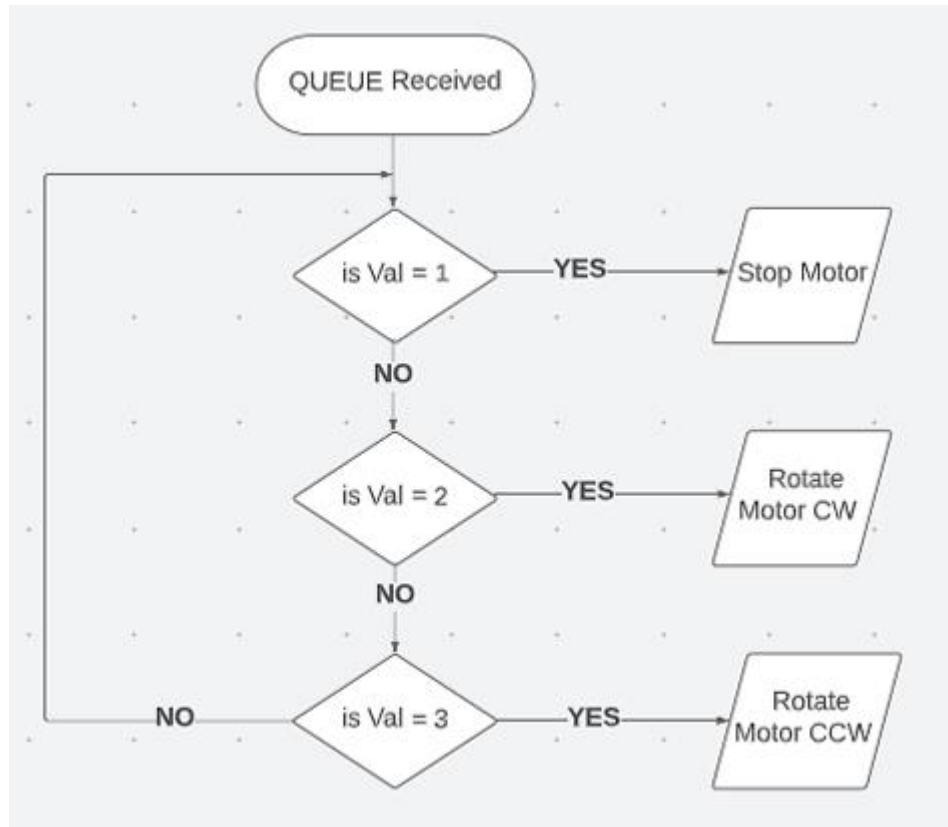 QUEUE Received
is Val = 1
YES
Stop Motor
NO
is Val = 2
YES
Rotate
Motor CW
NO
is Val = 3
YES
Rotate
Motor CCW
NO